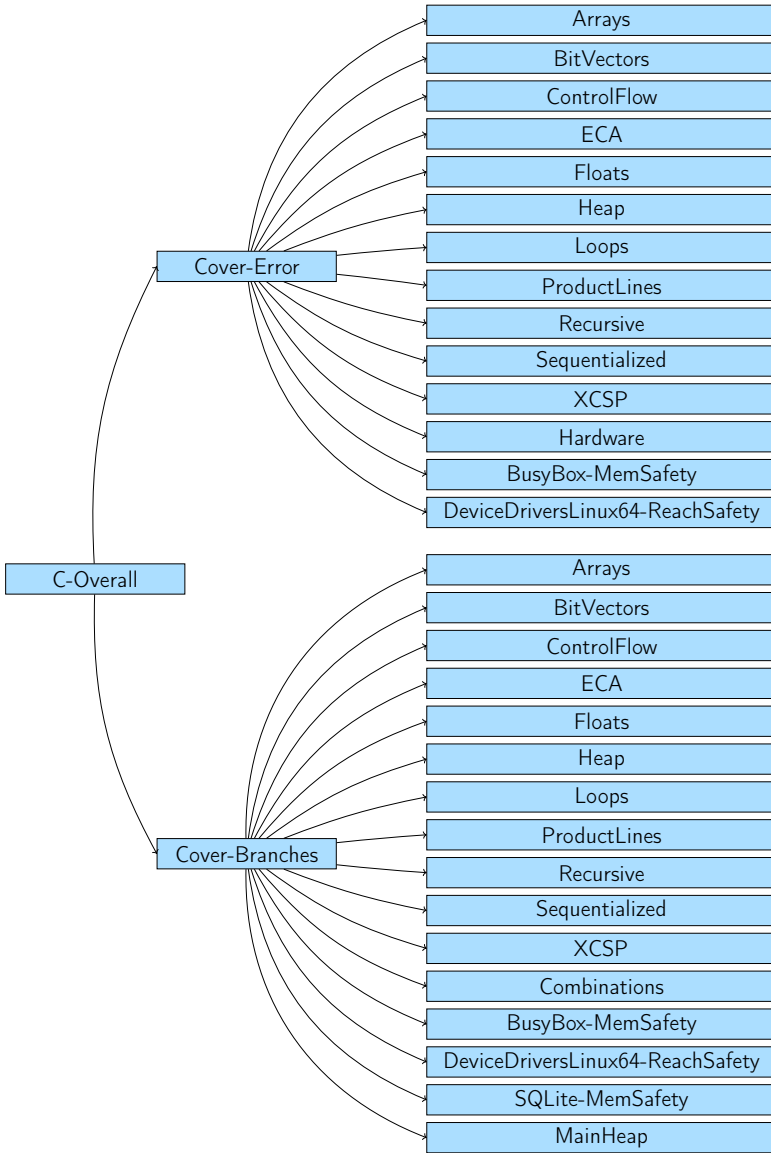 Arrays
BitVectors
ControlFlow
ECA
Floats
Heap
Loops
Cover-Error
ProductLines
Recursive
Sequentialized
XCSP
Hardware
BusyBox-MemSafety
DeviceDriversLinux64-ReachSafety
C-Overall
Arrays
BitVectors
ControlFlow
ECA
Floats
Heap
Loops
ProductLines
Cover-Branches
Recursive
Sequentialized
XCSP
Combinations
BusyBox-MemSafety
DeviceDriversLinux64-ReachSafety
SQLite-MemSafety
MainHeap